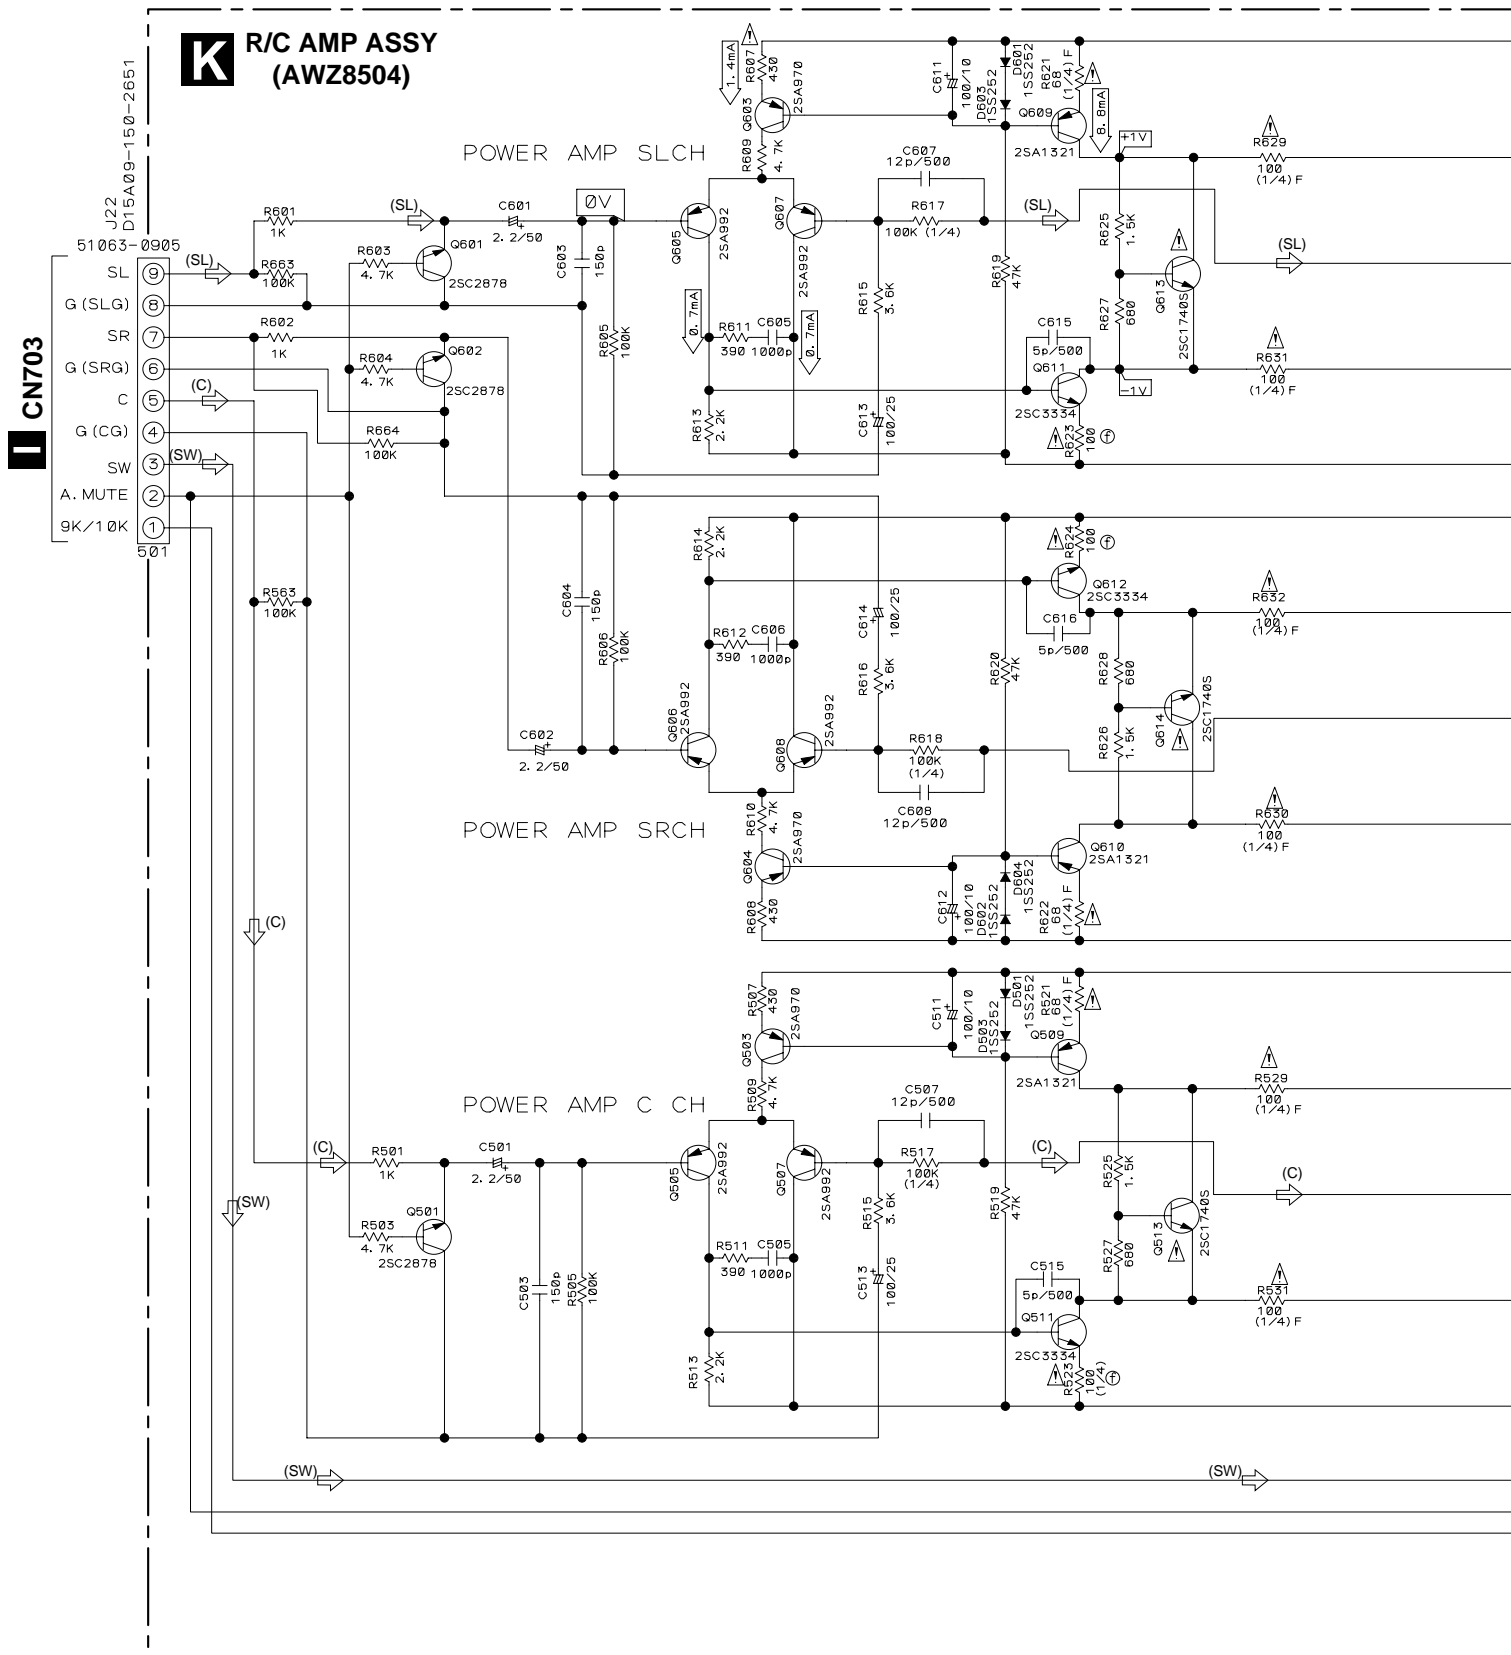 K R/C AMP ASSY
(AWZ8504)
J22
D15A09-150-2651
51063-0905
I CN703
SL 9
G(SLG) 8
SR 7
G(SRG) 6
C 5
G(CG) 4
SW 3
A. MUTE 2
9K/10K 1
501
(SL)
(C)
(SW)
POWER AMP SLCH
R601
1K
R663
100K
R602
1K
R603
4.7K
R604
4.7K
R664
100K
(SL)
Q601
2SC2878
Q602
2SC2878
C601
2.2/50
0V
C603
150p
R605
100K
1.4mA
R607
430
Q603
2SA970
R609
4.7K
Q605
2SA992
Q607
2SA992
0.7mA
R611
390
C605
1000p
0.7mA
R613
2.2K
C607
12p/500
R617
100K (1/4)
R615
3.6K
C613
100/25
C611
100/10
D603
1SS252
D601
1SS252
R621
68
(1/4)F
Q609
2SA1321
8.8mA
(SL)
R619
47K
C615
5p/500
Q611
2SC3334
R623
100 f
+1V
-1V
R625
1.5K
R627
680
Q613
2SC1740S
R629
100
(1/4)F
(SL)
R631
100
(1/4)F
R563
100K
C604
150p
R606
100K
R614
2.2K
R612
390
C606
1000p
Q606
2SA992
Q608
2SA992
C602
2.2/50
C614
100/25
R616
3.6K
R618
100K
(1/4)
C608
12p/500
R620
47K
R624
100 f
Q612
2SC3334
C616
5p/500
R628
680
R626
1.5K
Q614
2SC1740S
R632
100
(1/4)F
R630
100
(1/4)F
POWER AMP SRCH
R610
4.7K
Q604
2SA970
R608
430
C612
100/10
D602
1SS252
D604
1SS252
R622
68
(1/4)F
Q610
2SA1321
(C)
(SW)
POWER AMP C CH
R507
430
Q503
2SA970
R509
4.7K
C511
100/10
D503
1SS252
D501
1SS252
R521
68
(1/4)F
Q509
2SA1321
R529
100
(1/4)F
C507
12p/500
R517
100K
(1/4)
(C)
R501
1K
C501
2.2/50
Q505
2SA992
Q507
2SA992
(C)
R503
4.7K
Q501
2SC2878
C503
150p
R505
100K
R511
390
C505
1000p
R513
2.2K
R515
3.6K
C513
100/25
R519
47K
C515
5p/500
Q511
2SC3334
R523
100
(1/4) f
R525
1.5K
R527
680
Q513
2SC1740S
(C)
R531
100
(1/4)F
(SW)
(SW)